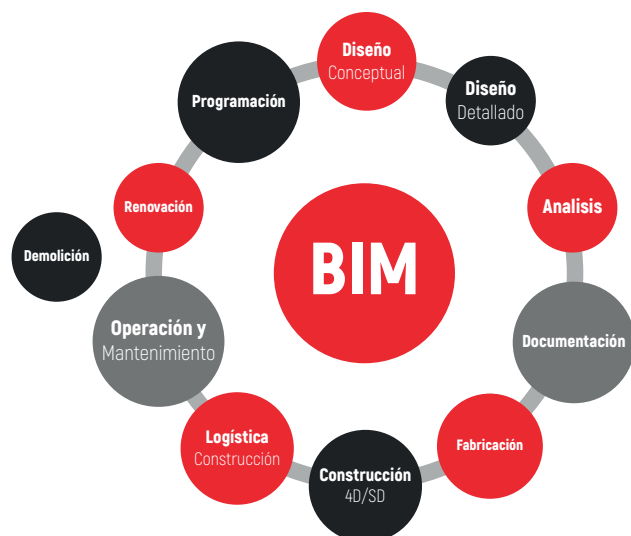 Diseño
Conceptual
Diseño
Detallado
Programación
Analisis
Renovación
BIM
Demolición
Operación y
Mantenimiento
Documentación
Logística
Construcción
Fabricación
Construcción
4D/SD